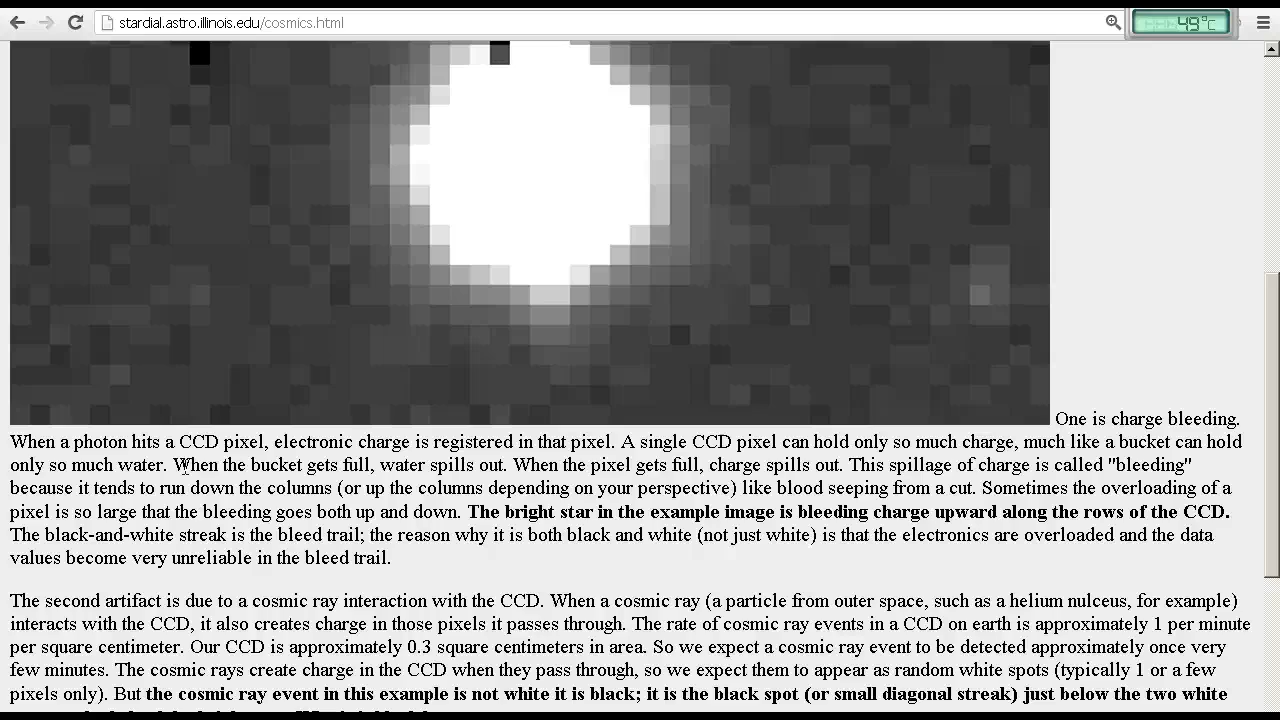 stardial.astro.illinois.edu/cosmics.html
49°C
One is charge bleeding.
When a photon hits a CCD pixel, electronic charge is registered in that pixel. A single CCD pixel can hold only so much charge, much like a bucket can hold
only so much water. When the bucket gets full, water spills out. When the pixel gets full, charge spills out. This spillage of charge is called "bleeding"
because it tends to run down the columns (or up the columns depending on your perspective) like blood seeping from a cut. Sometimes the overloading of a
pixel is so large that the bleeding goes both up and down. The bright star in the example image is bleeding charge upward along the rows of the CCD.
The black-and-white streak is the bleed trail; the reason why it is both black and white (not just white) is that the electronics are overloaded and the data
values become very unreliable in the bleed trail.
The second artifact is due to a cosmic ray interaction with the CCD. When a cosmic ray (a particle from outer space, such as a helium nulceus, for example)
interacts with the CCD, it also creates charge in those pixels it passes through. The rate of cosmic ray events in a CCD on earth is approximately 1 per minute
per square centimeter. Our CCD is approximately 0.3 square centimeters in area. So we expect a cosmic ray event to be detected approximately once very
few minutes. The cosmic rays create charge in the CCD when they pass through, so we expect them to appear as random white spots (typically 1 or a few
pixels only). But the cosmic ray event in this example is not white it is black; it is the black spot (or small diagonal streak) just below the two white